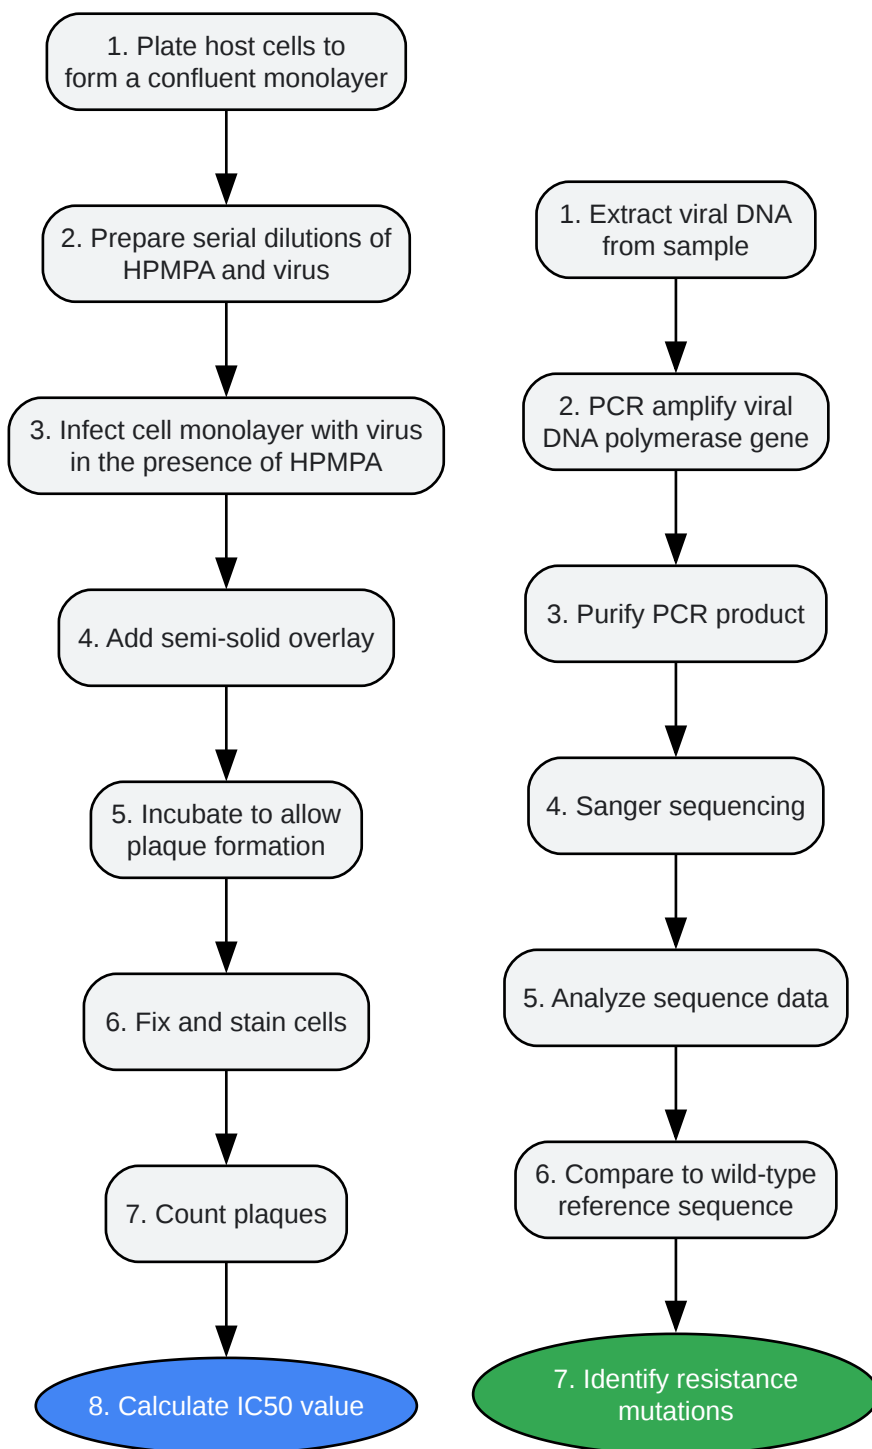 1. Plate host cells to
form a confluent monolayer
2. Prepare serial dilutions of
HPMPA and virus
3. Infect cell monolayer with virus
in the presence of HPMPA
4. Add semi-solid overlay
5. Incubate to allow
plaque formation
6. Fix and stain cells
7. Count plaques
8. Calculate IC50 value
1. Extract viral DNA
from sample
2. PCR amplify viral
DNA polymerase gene
3. Purify PCR product
4. Sanger sequencing
5. Analyze sequence data
6. Compare to wild-type
reference sequence
7. Identify resistance
mutations